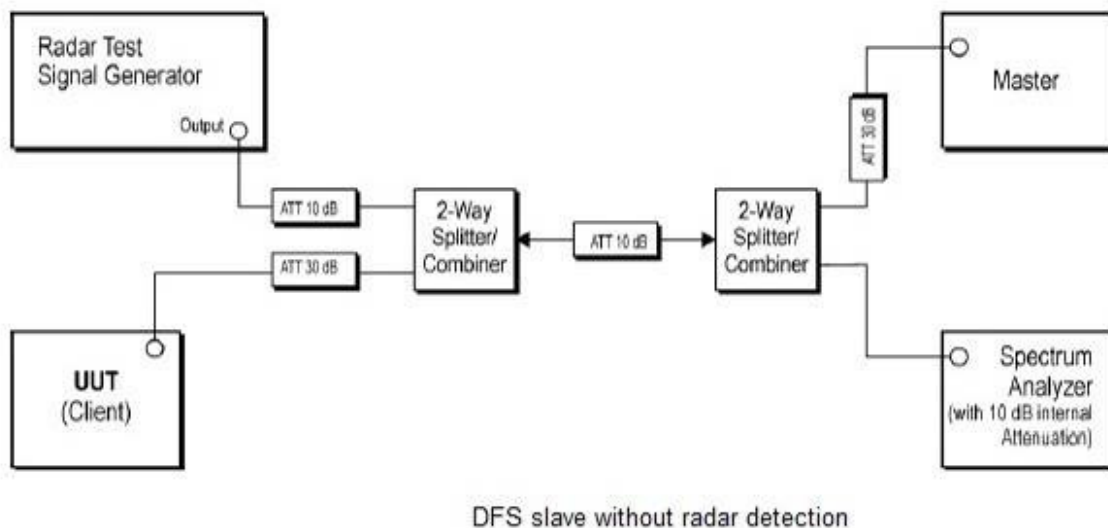 Radar Test
Signal Generator
Output
ATT 10 dB
ATT 30 dB
2-Way
Splitter/
Combiner
ATT 10 dB
2-Way
Splitter/
Combiner
ATT 30 dB
Master
UUT
(Client)
Spectrum
Analyzer
(with 10 dB internal
Attenuation)
DFS slave without radar detection